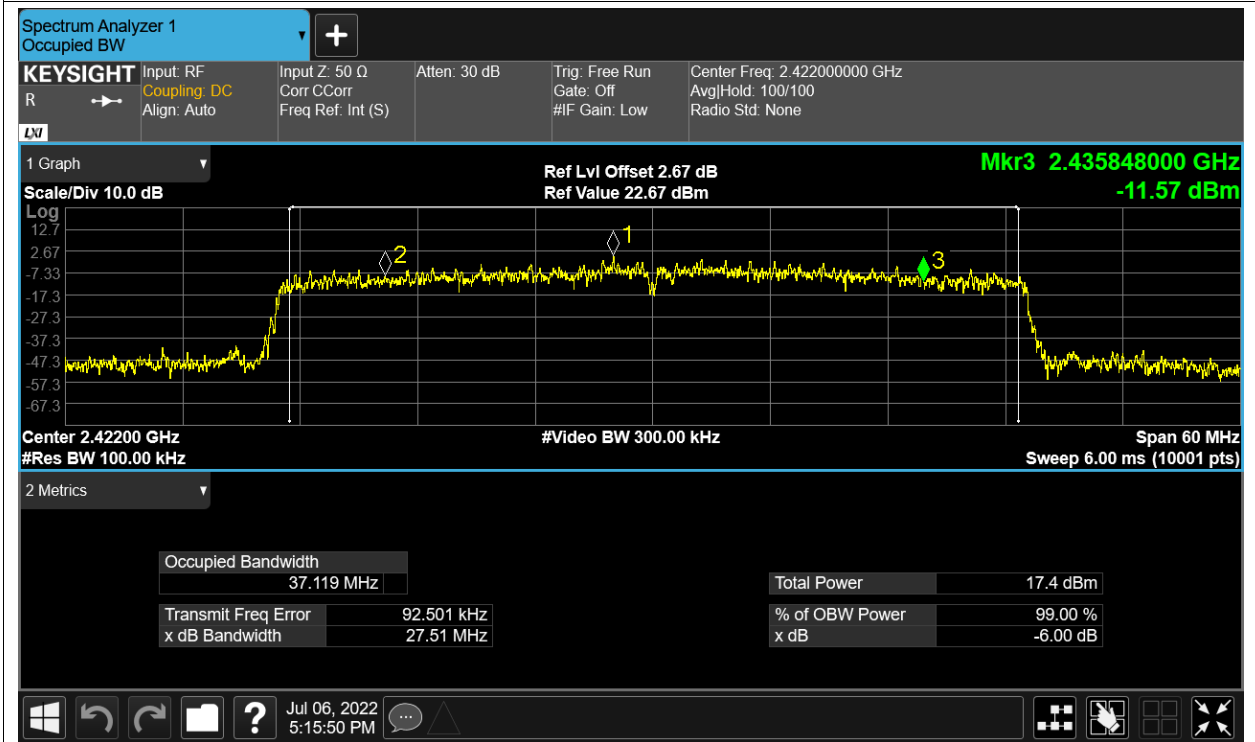 Spectrum Analyzer 1
Occupied BW
KEYSIGHT
R
LXI
Input: RF
Coupling: DC
Align: Auto
Input Z: 50 Ω
Corr CCorr
Freq Ref: Int (S)
Atten: 30 dB
Trig: Free Run
Gate: Off
#IF Gain: Low
Center Freq: 2.422000000 GHz
Avg|Hold: 100/100
Radio Std: None
1 Graph
Scale/Div 10.0 dB
Ref Lvl Offset 2.67 dB
Ref Value 22.67 dBm
Mkr3 2.435848000 GHz
-11.57 dBm
Log
12.7
2.67
-7.33
-17.3
-27.3
-37.3
-47.3
-57.3
-67.3
2
1
3
Center 2.42200 GHz
#Res BW 100.00 kHz
#Video BW 300.00 kHz
Span 60 MHz
Sweep 6.00 ms (10001 pts)
2 Metrics
Occupied Bandwidth
37.119 MHz
Transmit Freq Error 92.501 kHz
x dB Bandwidth 27.51 MHz
Total Power 17.4 dBm
% of OBW Power 99.00 %
x dB -6.00 dB
?
Jul 06, 2022
5:15:50 PM